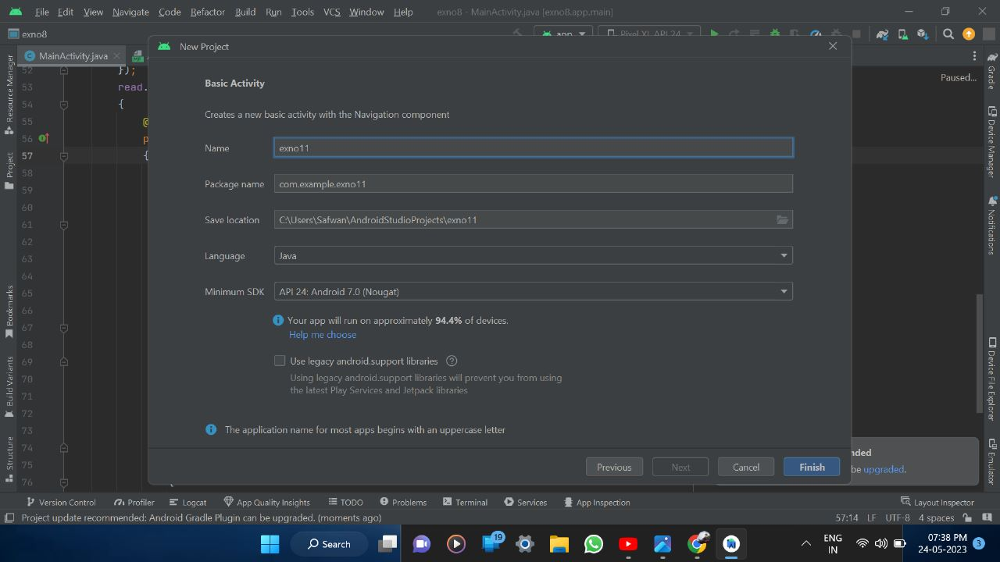 File Edit View Navigate Code Refactor Build Run Tools VCS Window Help exno8 - MainActivity.java [exno8.app.main]
exno8 app Pixel XL API 24
MainActivity.java
New Project
Paused...
Basic Activity
Creates a new basic activity with the Navigation component
Name exno11
Package name com.example.exno11
Save location C:\Users\Safwan\AndroidStudioProjects\exno11
Language Java
Minimum SDK API 24: Android 7.0 (Nougat)
Your app will run on approximately 94.4% of devices.
Help me choose
Use legacy android.support libraries ?
Using legacy android.support libraries will prevent you from using
the latest Play Services and Jetpack libraries
The application name for most apps begins with an uppercase letter
Previous Next Cancel Finish
52 });
53 read.
54 {
55 @
56 p
57 {
58
59
60
61
62
63
64
65
66
67
68
69
70
71
72
73
74
75
76
Resource Manager
Project
Bookmarks
Build Variants
Structure
Gradle
Device Manager
Notifications
Device File Explorer
Emulator
nded
be upgraded.
Version Control Profiler Logcat App Quality Insights TODO Problems Terminal Services App Inspection Layout Inspector
Project update recommended: Android Gradle Plugin can be upgraded. (moments ago) 57:14 LF UTF-8 4 spaces
Search 19 ENG IN 07:38 PM 24-05-2023 3